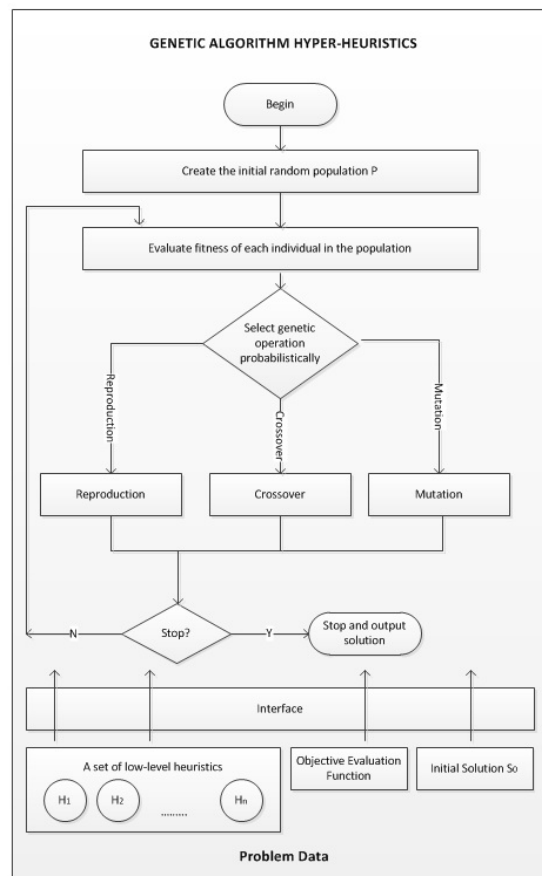 GENETIC ALGORITHM HYPER-HEURISTICS
Begin
Create the initial random population P
Evaluate fitness of each individual in the population
Select genetic
operation
probabilistically
Reproduction
Crossover
Mutation
Reproduction
Crossover
Mutation
N
Stop?
Y
Stop and output
solution
Interface
A set of low-level heuristics
H1
H2
.........
Hn
Objective Evaluation
Function
Initial Solution S0
Problem Data